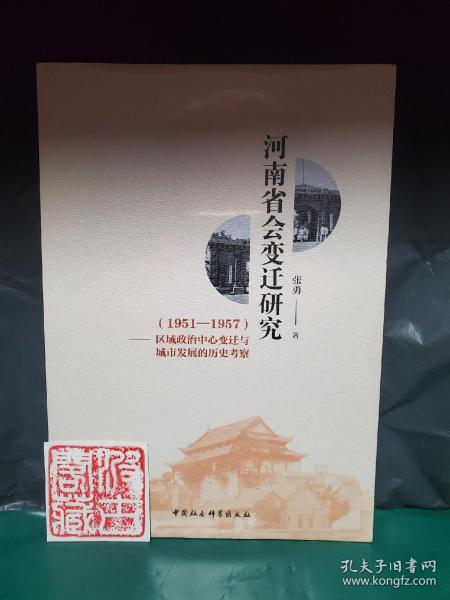 河南省会变迁研究
张勇
著
（1951—1957）
——区域政治中心变迁与
城市发展的历史考察
中国社会科学出版社
孔夫子旧书网
www.kongfz.com